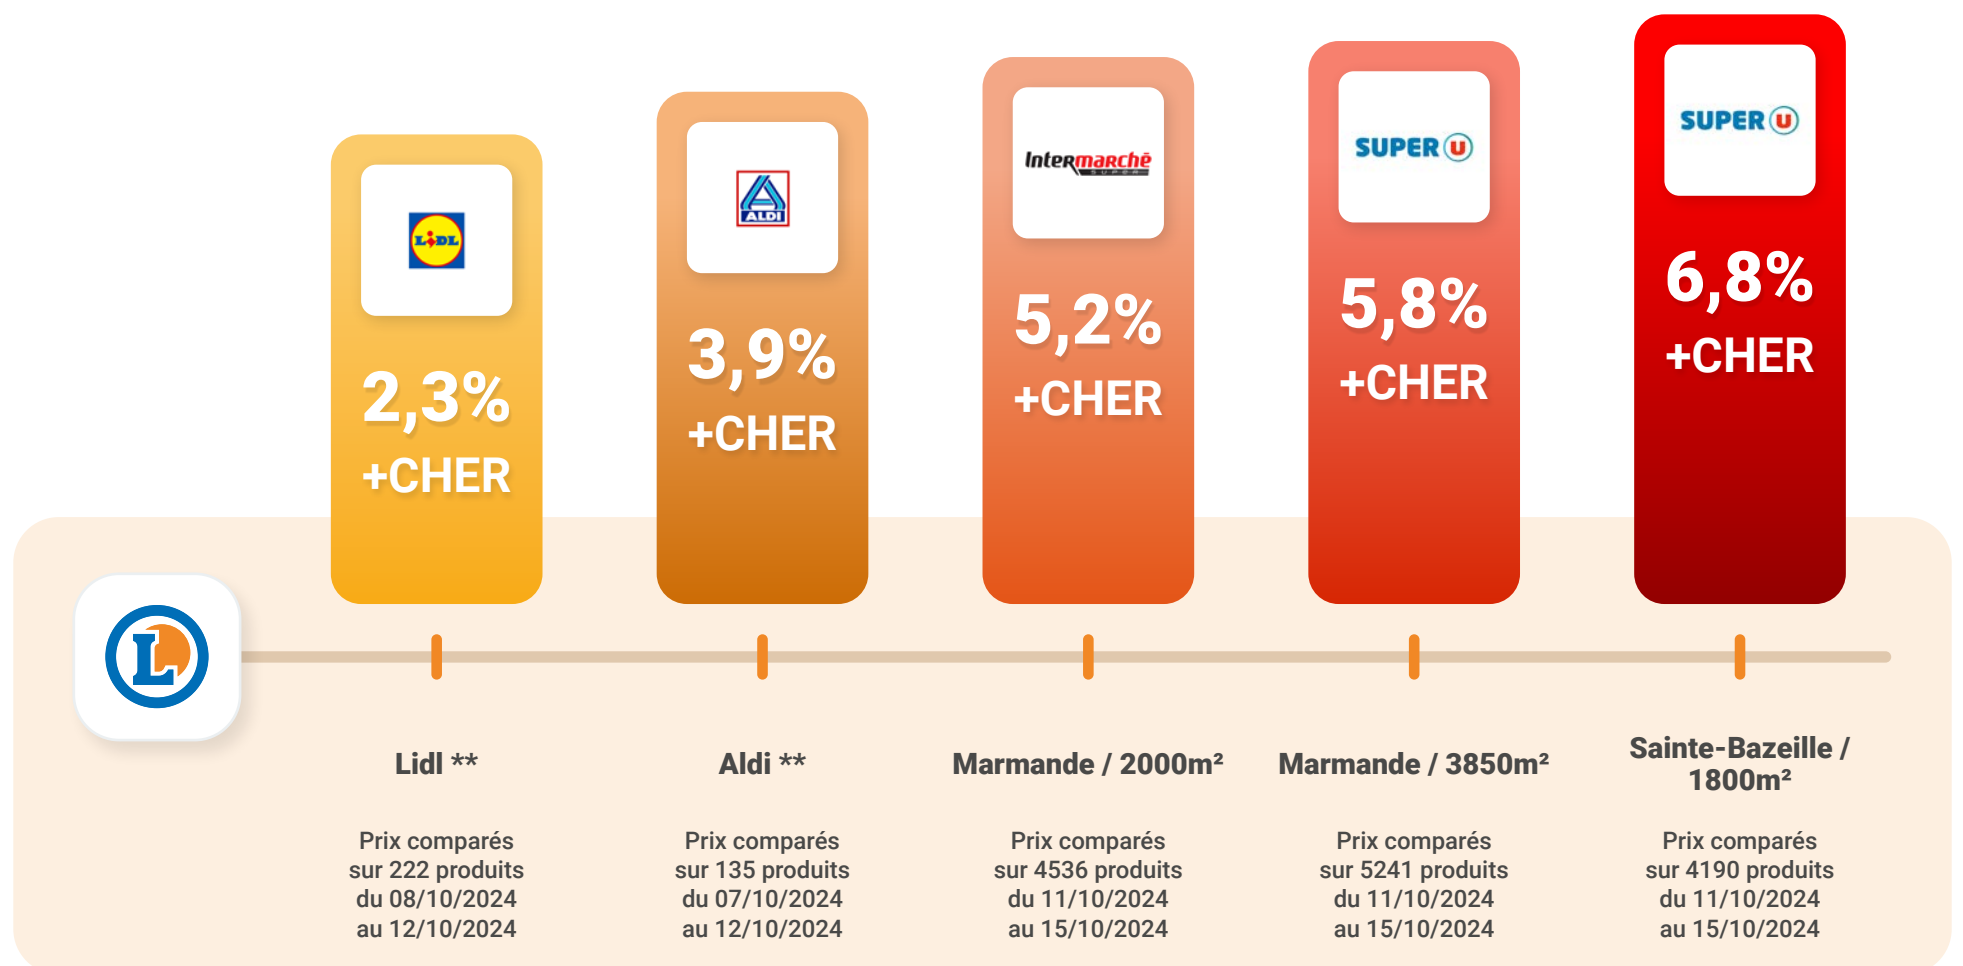 LIDL
2,3%
+CHER
ALDI
3,9%
+CHER
Intermarché
SUPER
5,2%
+CHER
SUPER U
5,8%
+CHER
SUPER U
6,8%
+CHER
L
Lidl **
Prix comparés
sur 222 produits
du 08/10/2024
au 12/10/2024
Aldi **
Prix comparés
sur 135 produits
du 07/10/2024
au 12/10/2024
Marmande / 2000m²
Prix comparés
sur 4536 produits
du 11/10/2024
au 15/10/2024
Marmande / 3850m²
Prix comparés
sur 5241 produits
du 11/10/2024
au 15/10/2024
Sainte-Bazeille /
1800m²
Prix comparés
sur 4190 produits
du 11/10/2024
au 15/10/2024